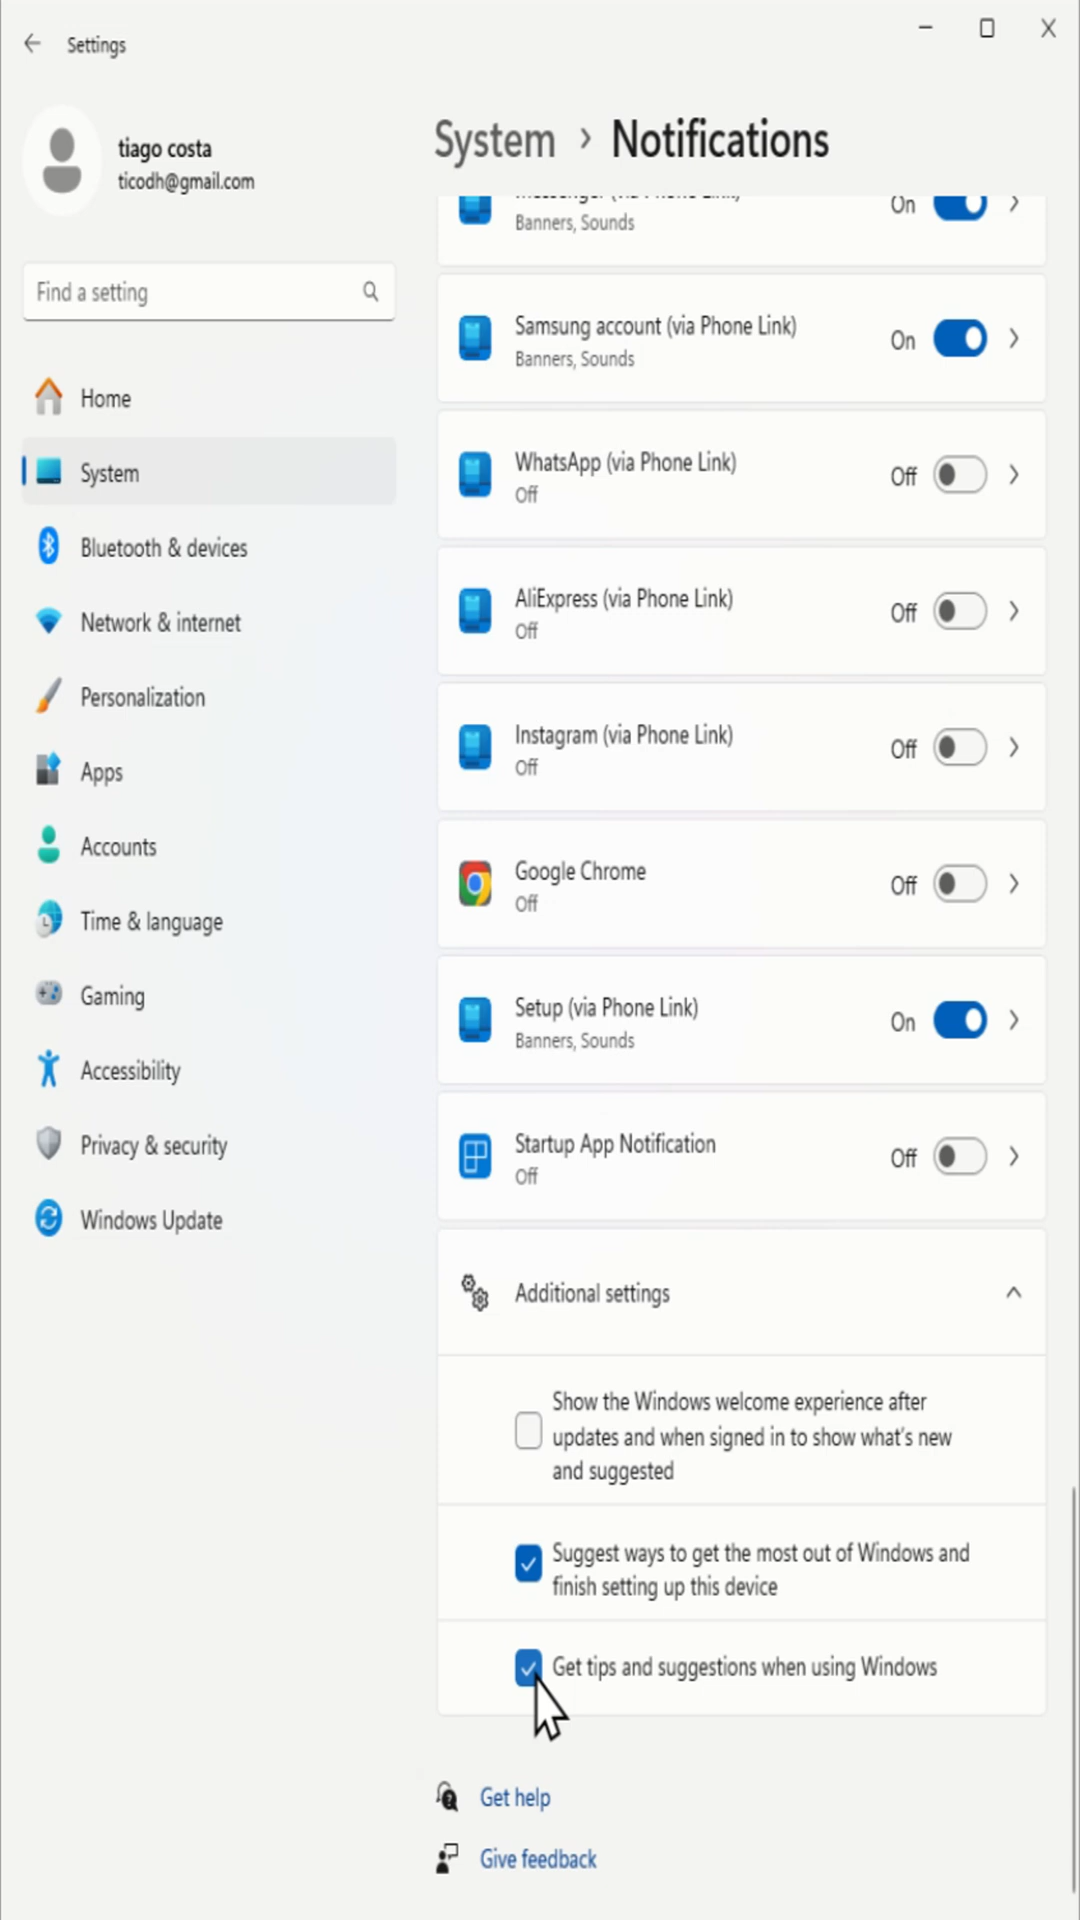 Settings
tiago costa
ticodh@gmail.com
Find a setting
Home
System
Bluetooth & devices
Network & internet
Personalization
Apps
Accounts
Time & language
Gaming
Accessibility
Privacy & security
Windows Update
System › Notifications
On
Banners, Sounds
Samsung account (via Phone Link)
On
Banners, Sounds
WhatsApp (via Phone Link)
Off
Off
AliExpress (via Phone Link)
Off
Off
Instagram (via Phone Link)
Off
Off
Google Chrome
Off
Off
Setup (via Phone Link)
On
Banners, Sounds
Startup App Notification
Off
Off
Additional settings
Show the Windows welcome experience after
updates and when signed in to show what's new
and suggested
Suggest ways to get the most out of Windows and
finish setting up this device
Get tips and suggestions when using Windows
Get help
Give feedback